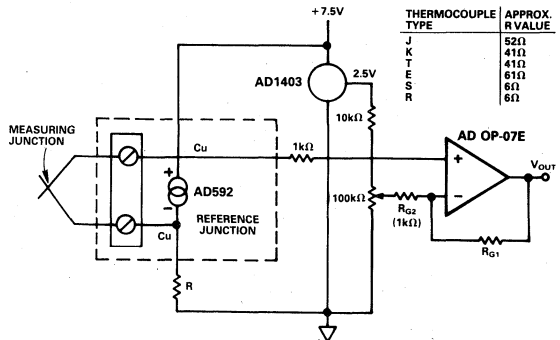 +7.5V
THERMOCOUPLE TYPE APPROX. R VALUE
J 52Ω
K 41Ω
T 41Ω
E 61Ω
S 6Ω
R 6Ω
AD1403
2.5V
10kΩ
MEASURING JUNCTION
Cu
1kΩ
AD OP-07E
+
VOUT
+
AD592
–
REFERENCE JUNCTION
Cu
100kΩ
RG2
(1kΩ)
–
RG1
R